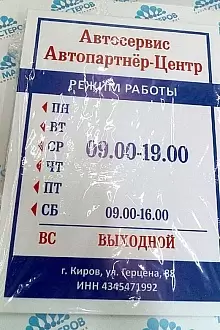 Автосервис
Автопартнёр-Центр
РЕЖИМ РАБОТЫ
ПН
ВТ
СР 09.00-19.00
ЧТ
ПТ
СБ 09.00-16.00
ВС ВЫХОДНОЙ
г. Киров, ул. Герцена, 88
ИНН 4345471992